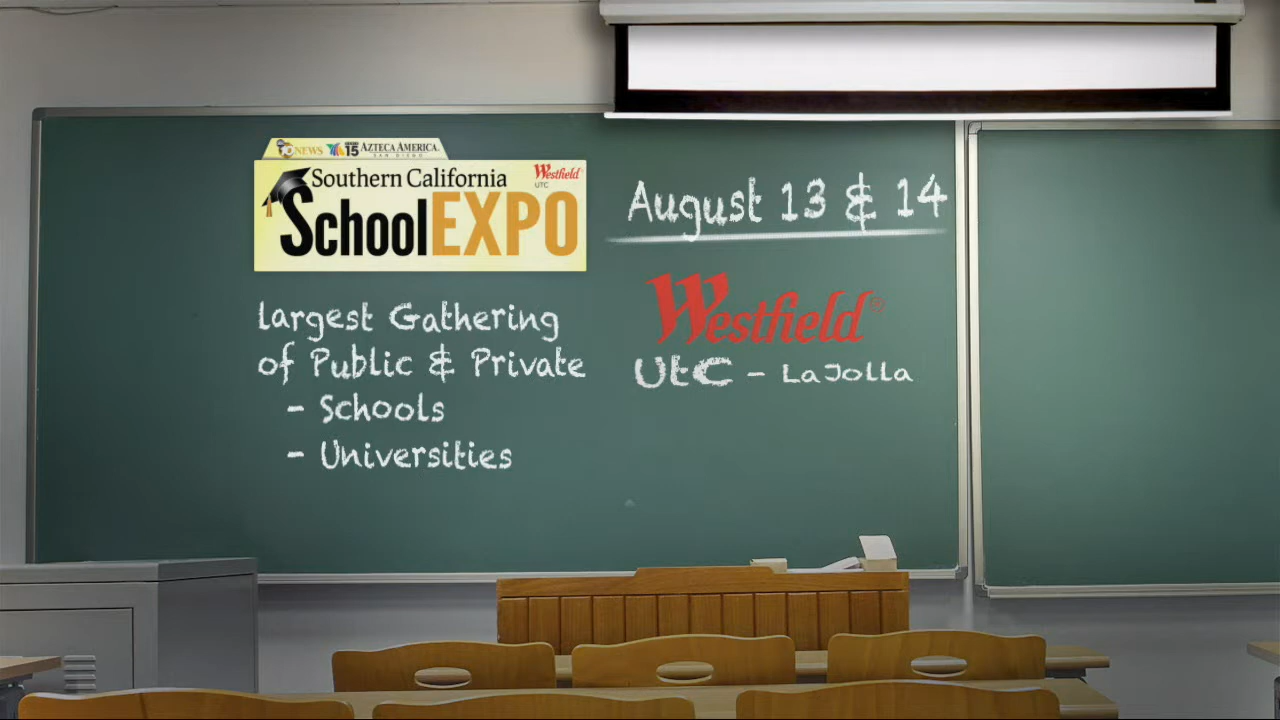 10 NEWS AZTECA 15 AZTECA AMERICA.
SAN DIEGO
Southern California
Westfield
UTC
SchoolEXPO
August 13 & 14
Largest Gathering
of Public & Private
- Schools
- Universities
Westfield®
UtC - LaJolla